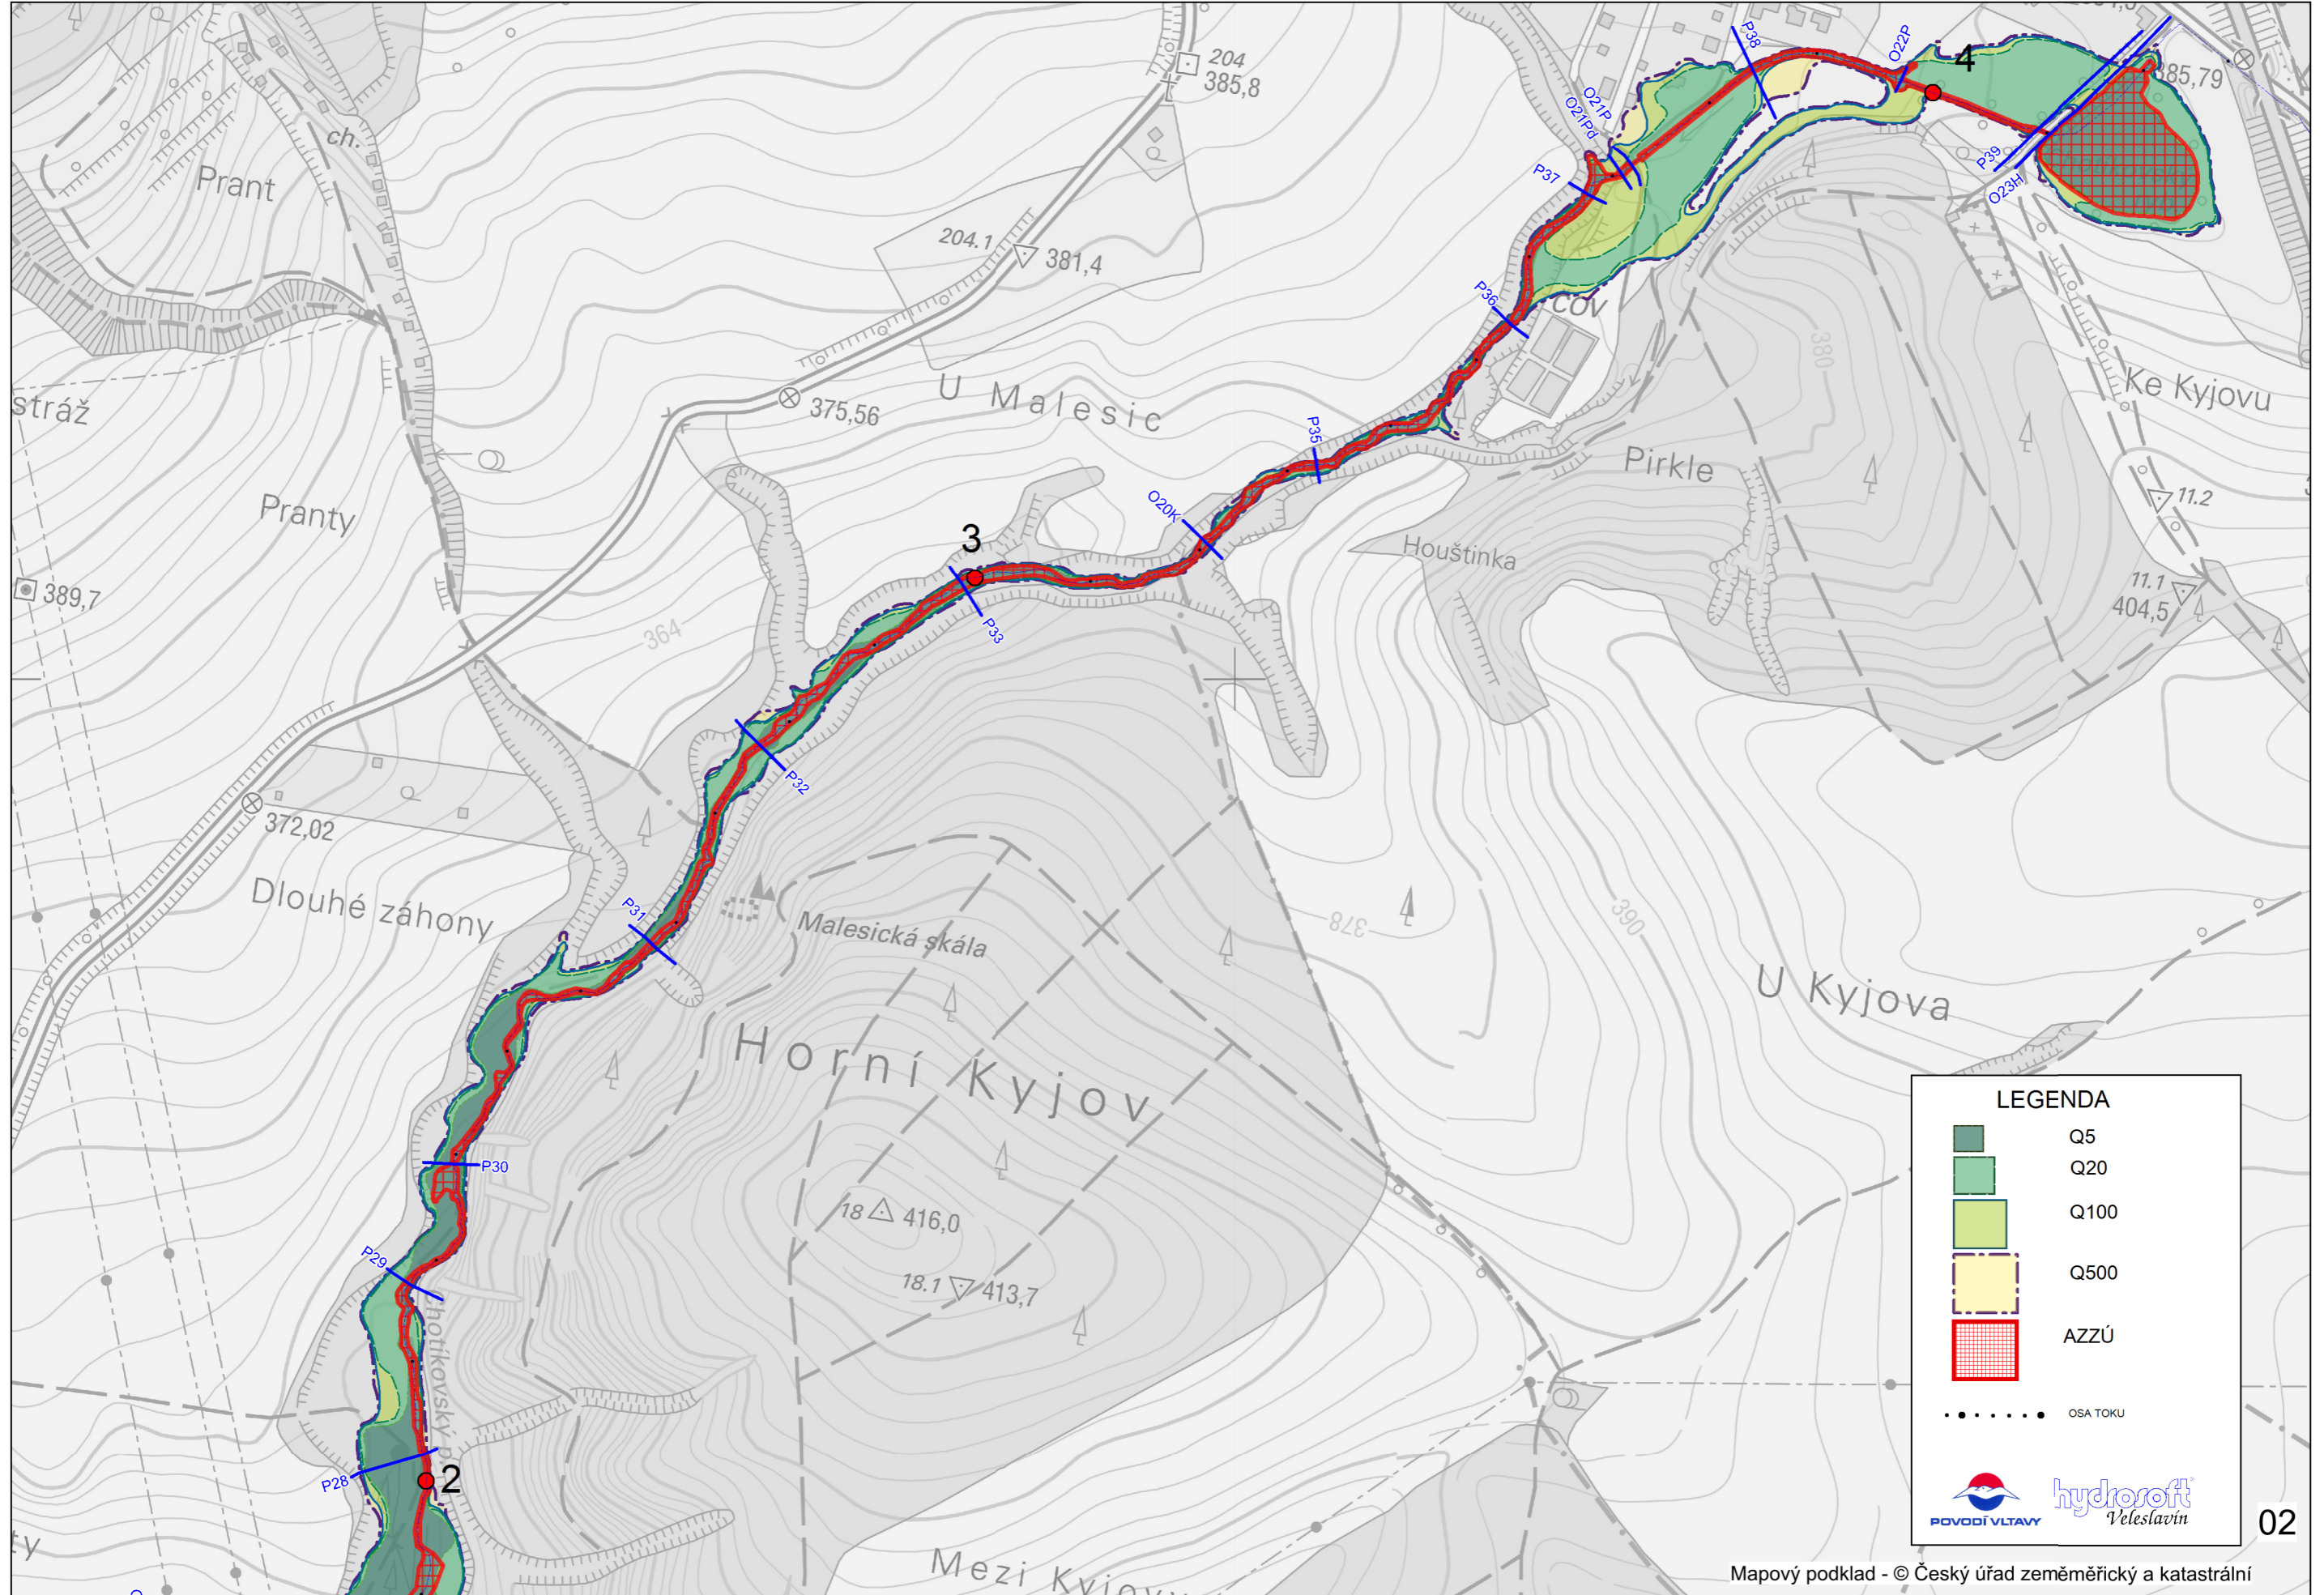 P38
O22P
4
204
385,8
385,79
ch.
O21P
O21Pd
Prant
P37
P39
O23H
204.1
381,4
P36
ČOV
stráž
375,56
U Malesic
Ke Kyjovu
P35
Pirkle
Pranty
O20K
11.2
3
Houštinka
389,7
11.1
404,5
364
P33
380
P32
372,02
Dlouhé záhony
P31
Malesická skála
378
390
U Kyjova
Horní Kyjov
P30
18
416,0
P29
18.1
413,7
Chotíkovský p
P28
2
ty
Mezi Kyjovy
LEGENDA
Q5
Q20
Q100
Q500
AZZÚ
OSA TOKU
POVODÍ VLTAVY
hydrosoft
Veleslavín
02
Mapový podklad - © Český úřad zeměměřický a katastrální